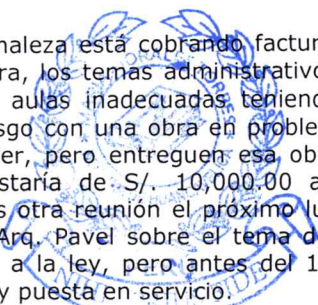 maleza está cobrando factur
ra, los temas administrativo
aulas inadecuadas teniend
sgo con una obra en proble
er, pero entreguen esa ob
staría de S/. 10,000.00 a
s otra reunión el próximo lu
Arq. Pavel sobre el tema d
a la ley, pero antes del 1
y puesta en servicio.